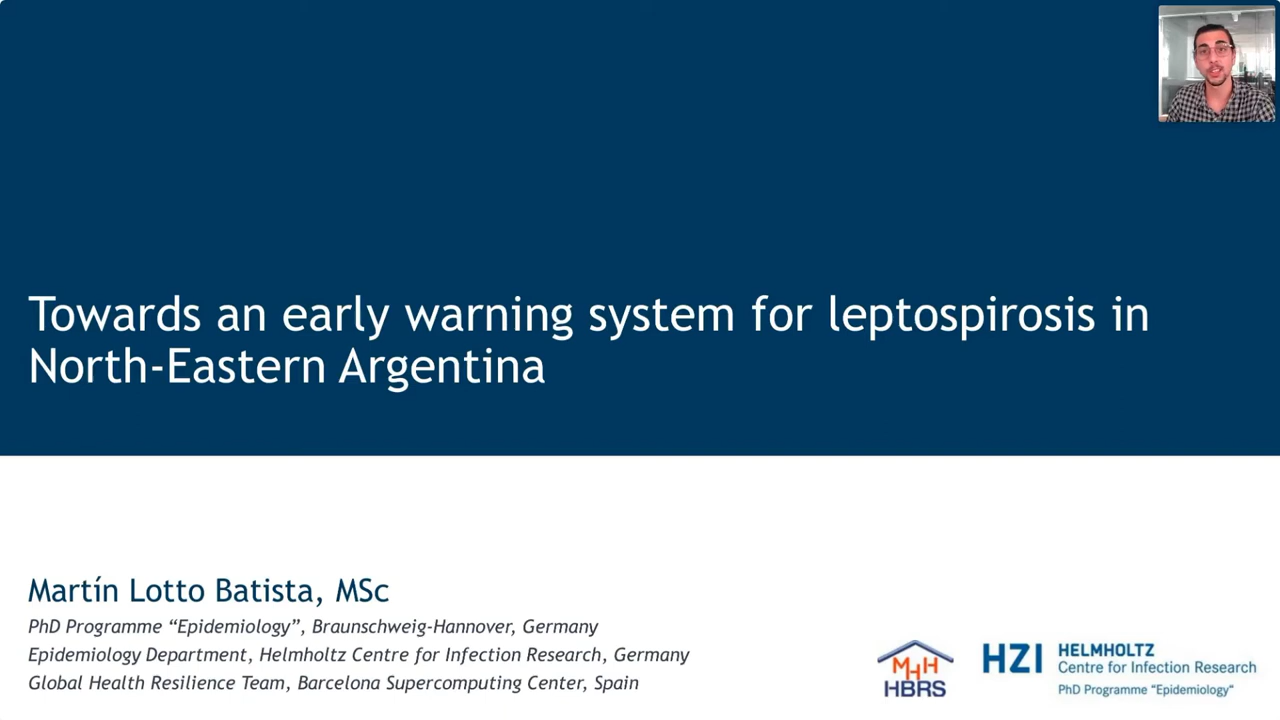 Towards an early warning system for leptospirosis in
North-Eastern Argentina
Martín Lotto Batista, MSc
PhD Programme “Epidemiology”, Braunschweig-Hannover, Germany
Epidemiology Department, Helmholtz Centre for Infection Research, Germany
Global Health Resilience Team, Barcelona Supercomputing Center, Spain
MHH
HBRS
HZI
HELMHOLTZ
Centre for Infection Research
PhD Programme “Epidemiology”